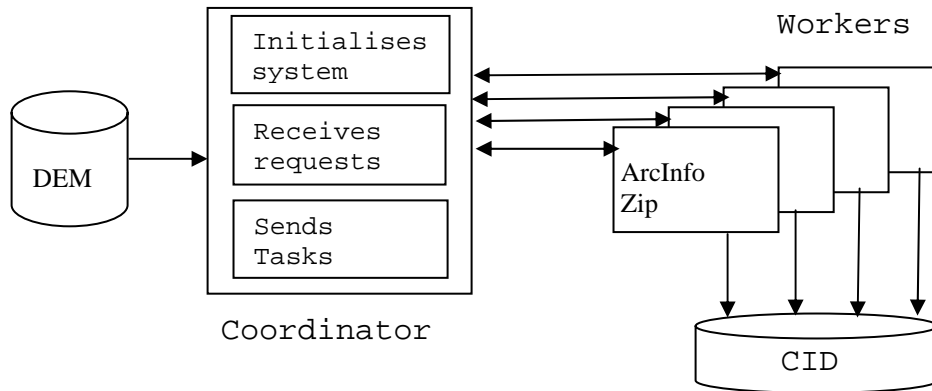 Workers
Initialises
system
Receives
requests
DEM
ArcInfo
Zip
Sends
Tasks
Coordinator
CID